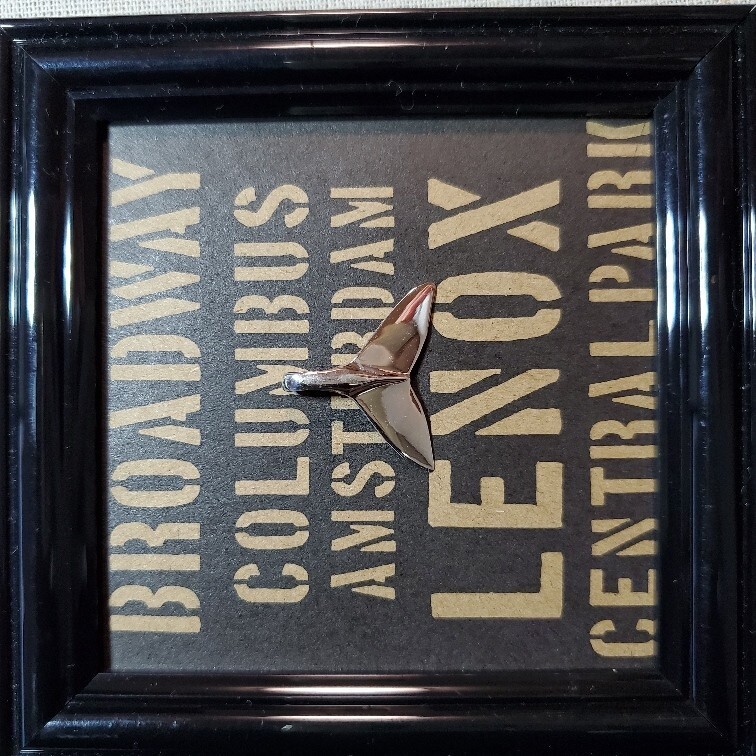 BROADWAY
COLUMBUS
AMSTERDAM
LENOX
CENTRAL PARK